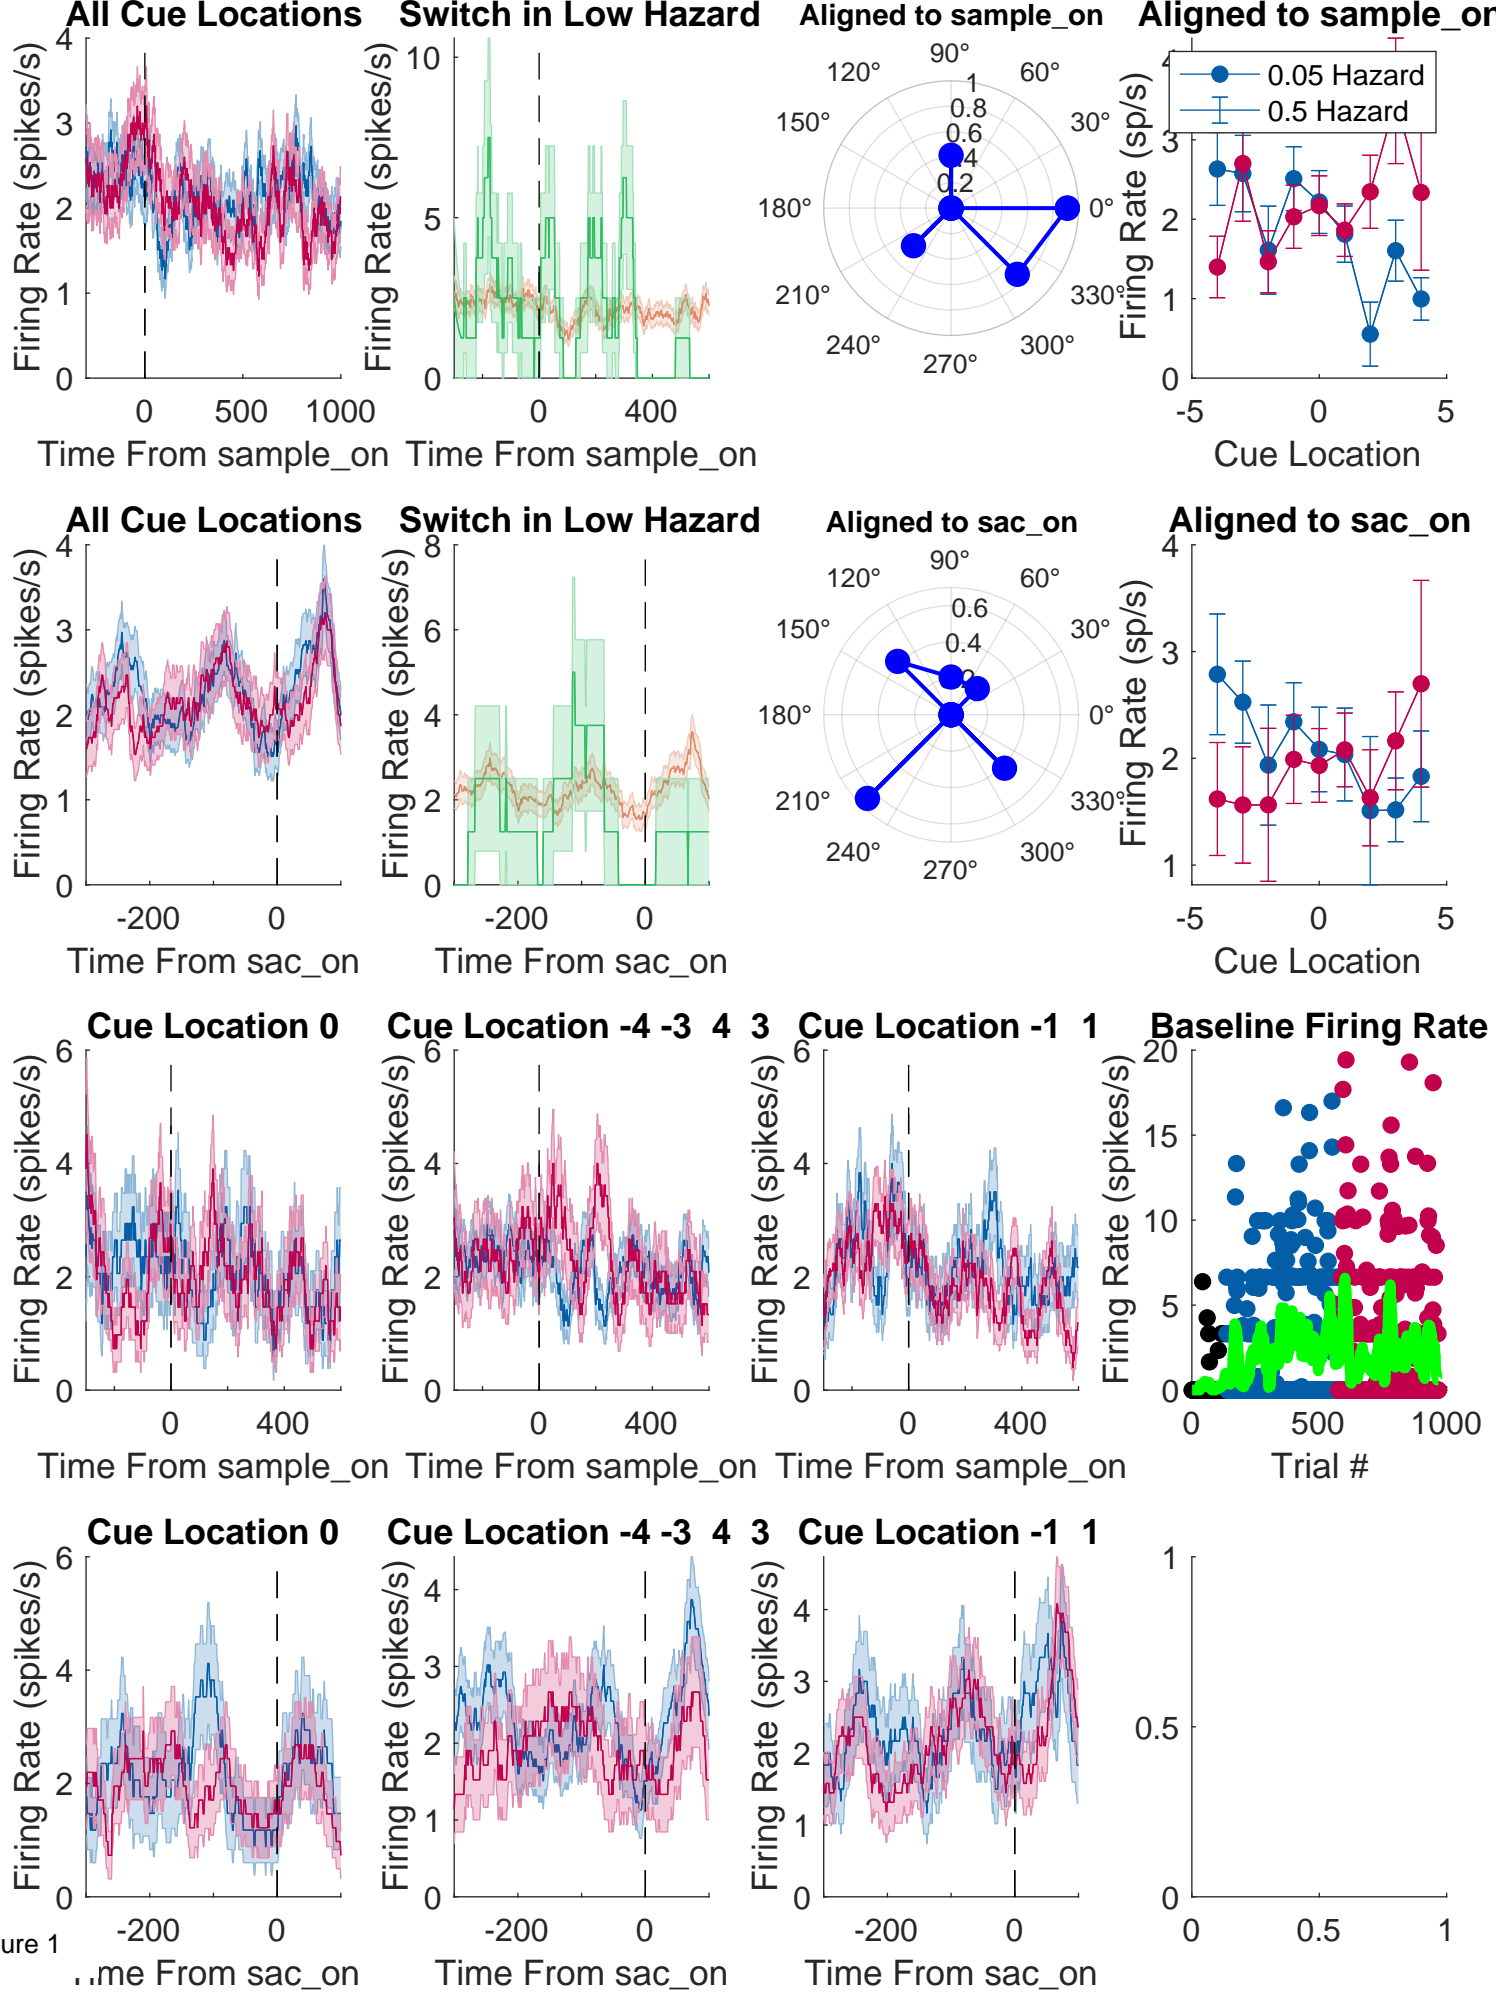 All Cue Locations
Switch in Low Hazard
Aligned to sample_on
Aligned to sample_on
Firing Rate (spikes/s)
4
3
2
1
0
0 500 1000
Time From sample_on
Firing Rate (spikes/s)
10
5
0
0 400
Time From sample_on
90°
120° 60°
150° 30°
180° 0°
210° 330°
240° 300°
270°
1
0.8
0.6
0.4
0.2
0.05 Hazard
0.5 Hazard
Firing Rate (sp/s)
4
3
2
1
0
-5 0 5
Cue Location
All Cue Locations
Switch in Low Hazard
Aligned to sac_on
Aligned to sac_on
Firing Rate (spikes/s)
4
3
2
1
0
-200 0
Time From sac_on
Firing Rate (spikes/s)
8
6
4
2
0
-200 0
Time From sac_on
90°
120° 60°
150° 30°
180° 0°
210° 330°
240° 300°
270°
0.6
0.4
Firing Rate (sp/s)
4
3
2
1
-5 0 5
Cue Location
Cue Location 0
Cue Location -4 -3 4 3
Cue Location -1 1
Baseline Firing Rate
Firing Rate (spikes/s)
6
4
2
0
0 400
Time From sample_on
Firing Rate (spikes/s)
6
4
2
0
0 400
Time From sample_on
Firing Rate (spikes/s)
6
4
2
0
0 400
Time From sample_on
Firing Rate (spikes/s)
20
15
10
5
0
0 500 1000
Trial #
Cue Location 0
Cue Location -4 -3 4 3
Cue Location -1 1
Firing Rate (spikes/s)
6
4
2
0
-200 0
Time From sac_on
Firing Rate (spikes/s)
4
3
2
1
0
-200 0
Time From sac_on
Firing Rate (spikes/s)
4
3
2
1
0
-200 0
Time From sac_on
1
0.5
0
0 0.5 1
ure 1